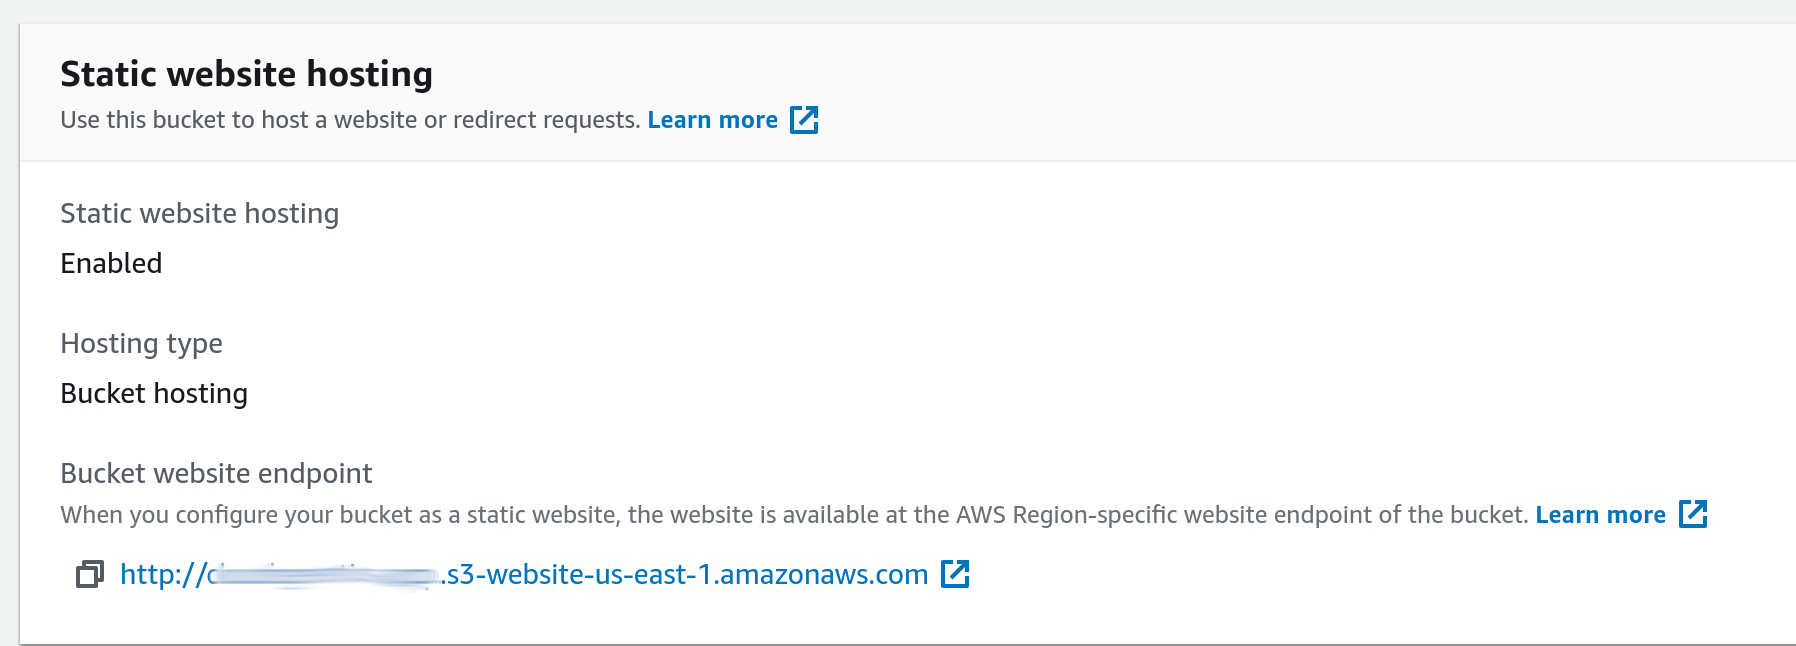 Static website hosting
Use this bucket to host a website or redirect requests. Learn more
Static website hosting
Enabled
Hosting type
Bucket hosting
Bucket website endpoint
When you configure your bucket as a static website, the website is available at the AWS Region-specific website endpoint of the bucket. Learn more
http:// .s3-website-us-east-1.amazonaws.com